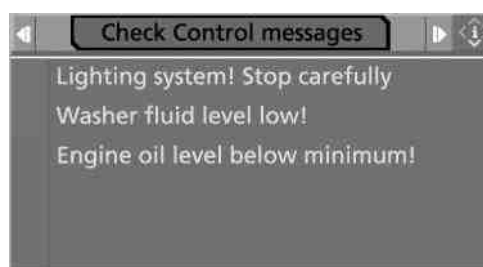 Check Control messages
Lighting system! Stop carefully
Washer fluid level low!
Engine oil level below minimum!